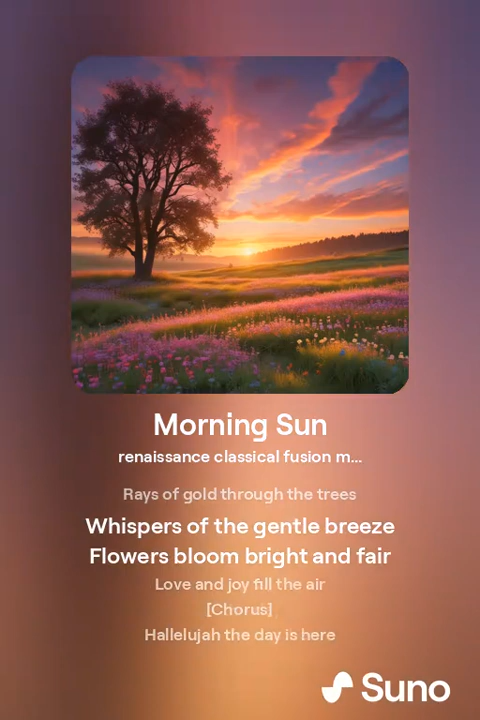 Morning Sun
renaissance classical fusion m...
Rays of gold through the trees
Whispers of the gentle breeze
Flowers bloom bright and fair
Love and joy fill the air
[Chorus]
Hallelujah the day is here
Suno